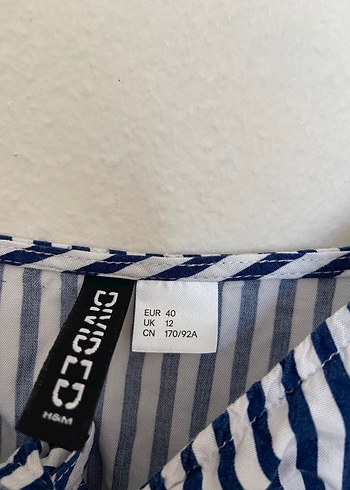 DIVIDED
H&M
EUR 40
UK 12
CN 170/92A